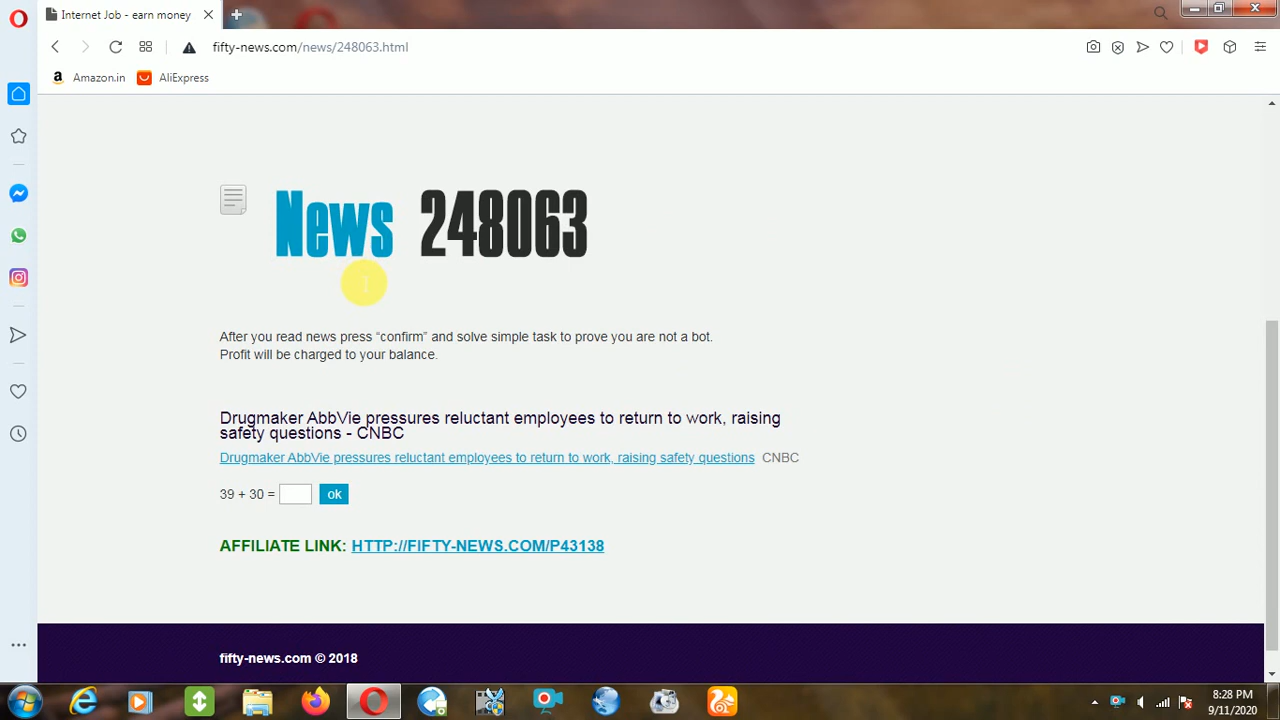 Internet Job - earn money
fifty-news.com/news/248063.html
Amazon.in AliExpress
News 248063
After you read news press “confirm” and solve simple task to prove you are not a bot.
Profit will be charged to your balance.
Drugmaker AbbVie pressures reluctant employees to return to work, raising
safety questions - CNBC
Drugmaker AbbVie pressures reluctant employees to return to work, raising safety questions CNBC
39 + 30 = ok
AFFILIATE LINK: HTTP://FIFTY-NEWS.COM/P43138
fifty-news.com © 2018
8:28 PM
9/11/2020